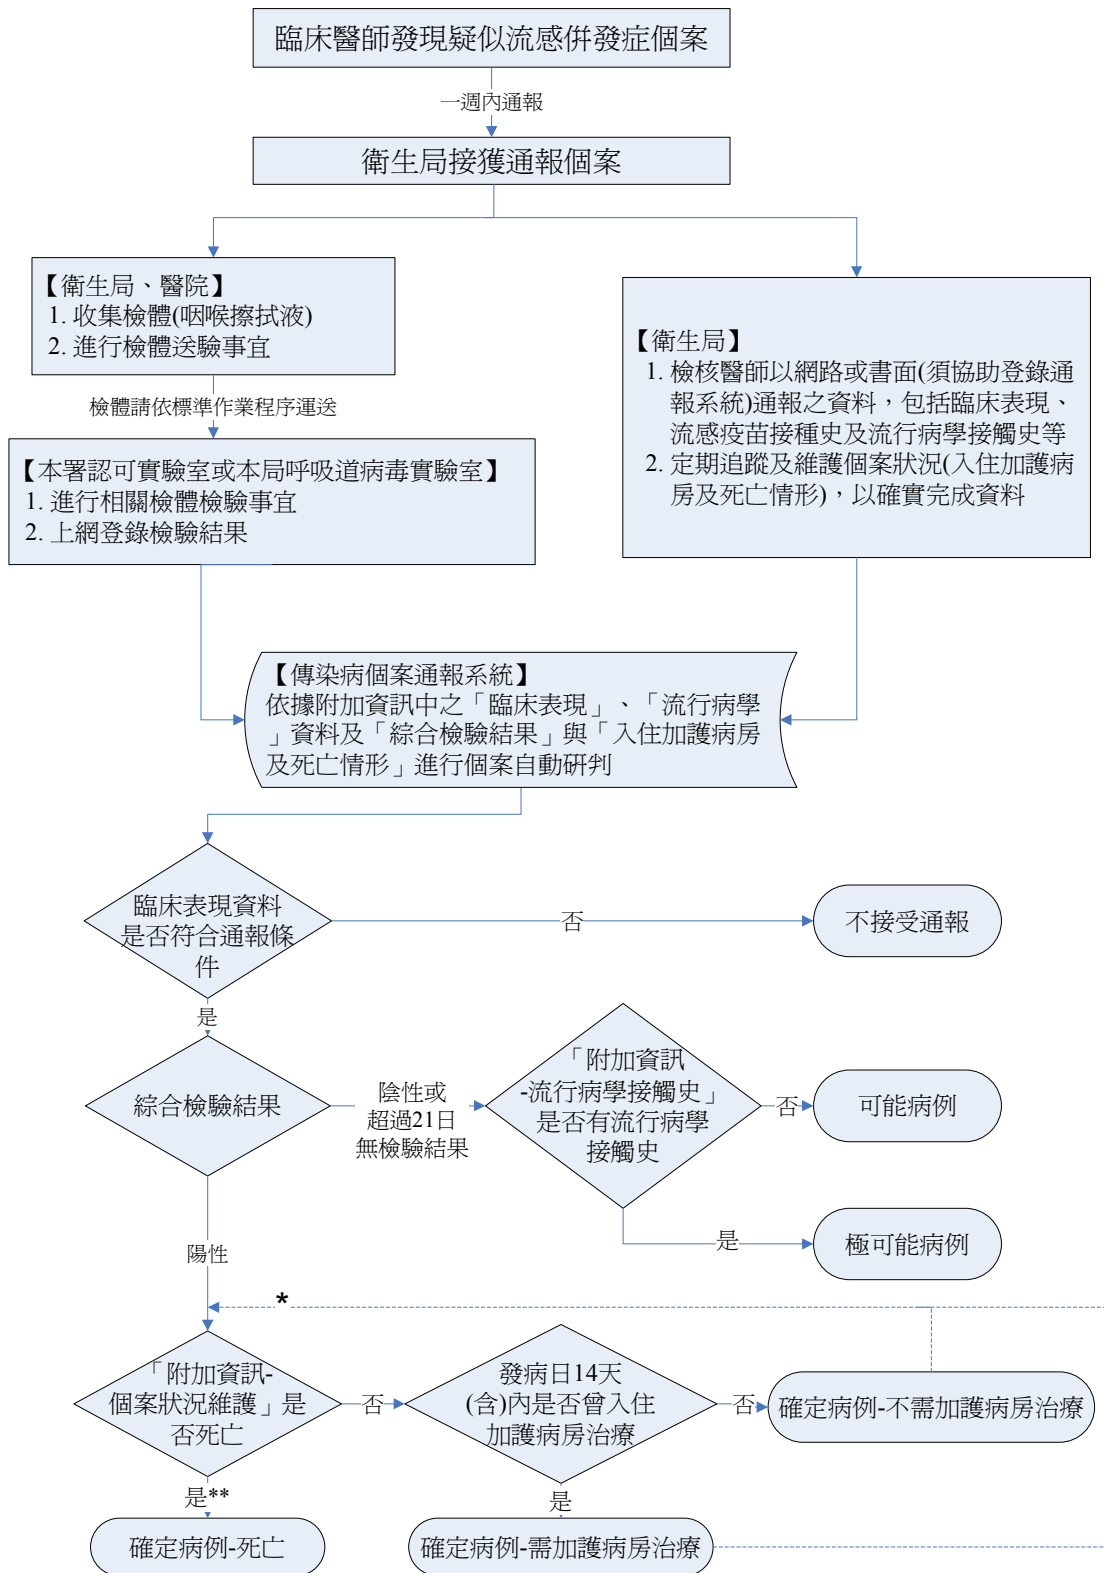 臨床醫師發現疑似流感併發症個案
一週內通報
衛生局接獲通報個案
【衛生局、醫院】
1. 收集檢體(咽喉擦拭液)
2. 進行檢體送驗事宜
檢體請依標準作業程序運送
【本署認可實驗室或本局呼吸道病毒實驗室】
1. 進行相關檢體檢驗事宜
2. 上網登錄檢驗結果
【衛生局】
1. 檢核醫師以網路或書面(須協助登錄通
報系統)通報之資料，包括臨床表現、
流感疫苗接種史及流行病學接觸史等
2. 定期追蹤及維護個案狀況(入住加護病
房及死亡情形)，以確實完成資料
【傳染病個案通報系統】
依據附加資訊中之「臨床表現」、「流行病學
」資料及「綜合檢驗結果」與「入住加護病房
及死亡情形」進行個案自動研判
臨床表現資料
是否符合通報條
件
否
不接受通報
是
綜合檢驗結果
陰性或
超過21日
無檢驗結果
「附加資訊
-流行病學接觸史」
是否有流行病學
接觸史
否
可能病例
是
極可能病例
陽性
*
「附加資訊-
個案狀況維護」是
否死亡
否
發病日14天
(含)內是否曾入住
加護病房治療
否
確定病例-不需加護病房治療
是**
確定病例-死亡
是
確定病例-需加護病房治療